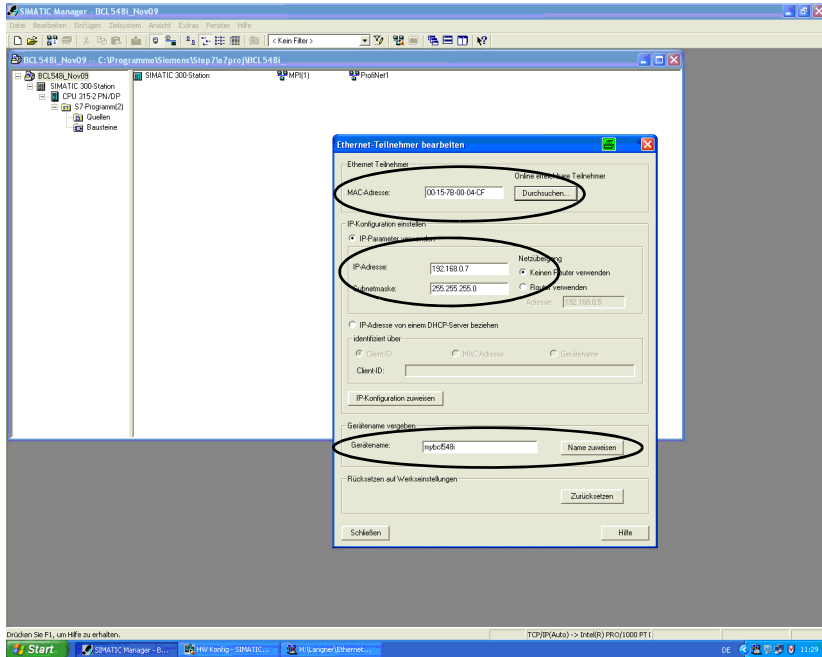 SIMATIC Manager - BCL548i_Nov09
Datei Bearbeiten Einfügen Zielsystem Ansicht Extras Fenster Hilfe
< Kein Filter >
BCL548i_Nov09 -- C:\Programme\Siemens\Step7\s7proj\BCL548i_
BCL548i_Nov09
SIMATIC 300-Station
CPU 315-2 PN/DP
S7-Programm(2)
Quellen
Bausteine
SIMATIC 300-Station MPI(1) ProfiNet1
Ethernet-Teilnehmer bearbeiten
Ethernet Teilnehmer
Online erreichbare Teilnehmer
MAC-Adresse: 00-15-7B-00-04-CF Durchsuchen...
IP-Konfiguration einstellen
IP-Parameter verwenden
Netzübergang
IP-Adresse: 192.168.0.7 Keinen Router verwenden
Subnetmaske: 255.255.255.0 Router verwenden
Adresse: 192.168.0.5
IP-Adresse von einem DHCP-Server beziehen
identifiziert über
Client-ID MAC Adresse Gerätename
Client-ID:
IP-Konfiguration zuweisen
Gerätename vergeben
Gerätename: mybcl548i Name zuweisen
Rücksetzen auf Werkseinstellungen
Zurücksetzen
Schließen Hilfe
Drücken Sie F1, um Hilfe zu erhalten. TCP/IP(Auto) -> Intel(R) PRO/1000 PT
Start SIMATIC Manager - B... HW Konfig - SIMATIC... H:\Langner\Ethernet... DE 11:29